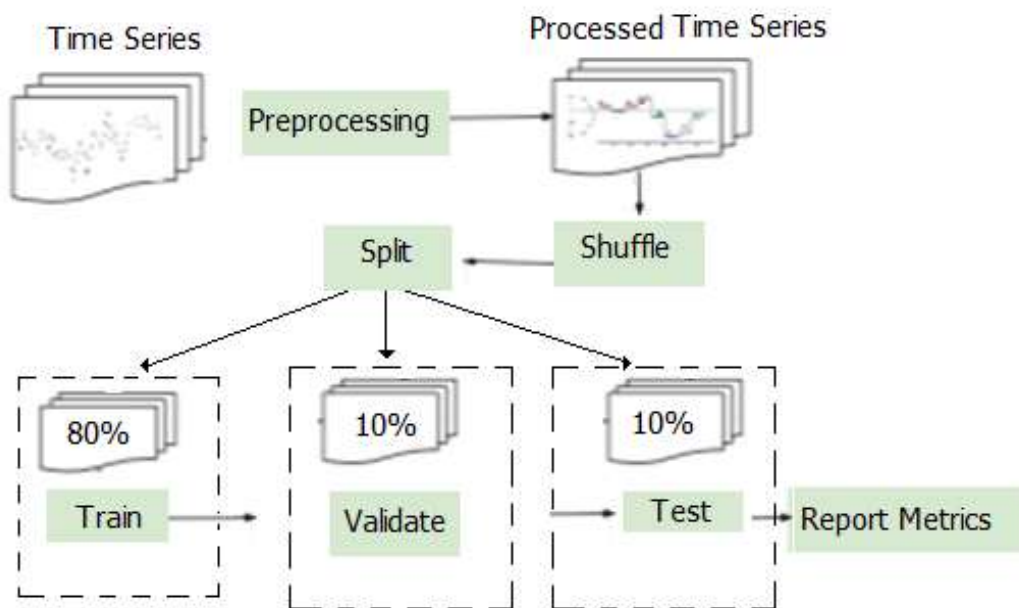 Time Series
Processed Time Series
Preprocessing
Shuffle
Split
80%
10%
10%
Train
Validate
Test
Report Metrics